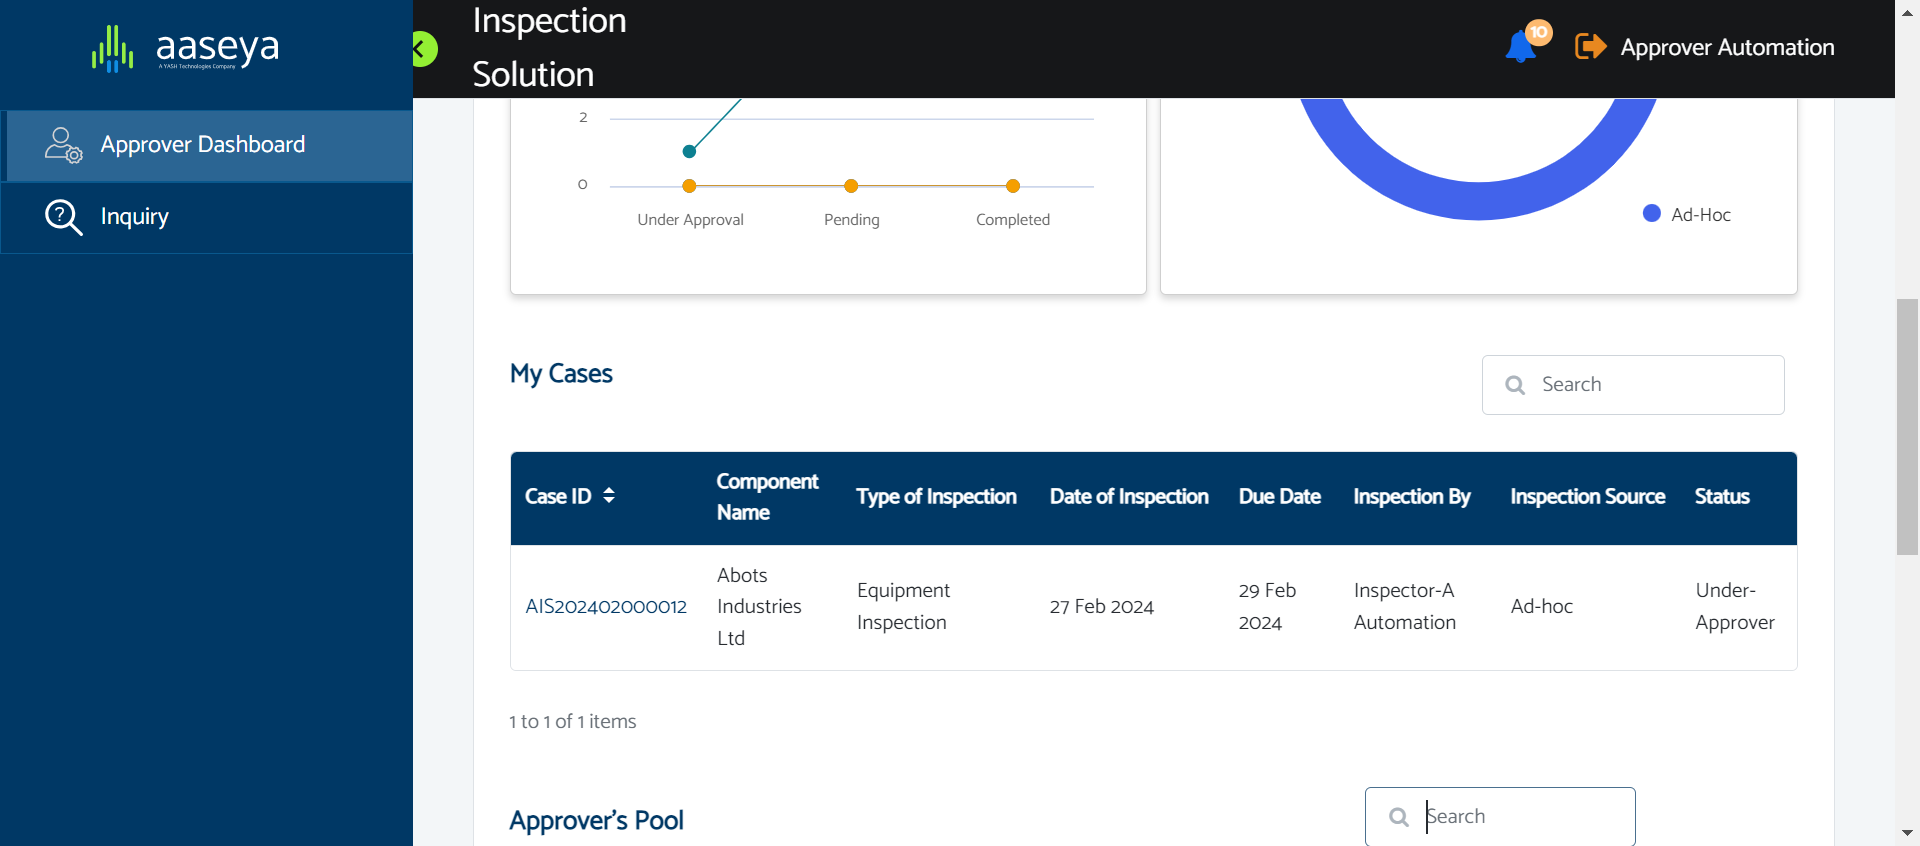 aaseya
A YASH Technologies Company
Approver Dashboard
Inquiry
Inspection
Solution
10
Approver Automation
2
0
Under Approval
Pending
Completed
Ad-Hoc
My Cases
Search
Case ID
Component
Name
Type of Inspection
Date of Inspection
Due Date
Inspection By
Inspection Source
Status
AIS202402000012
Abots
Industries
Ltd
Equipment
Inspection
27 Feb 2024
29 Feb
2024
Inspector-A
Automation
Ad-hoc
Under-
Approver
1 to 1 of 1 items
Approver's Pool
Search